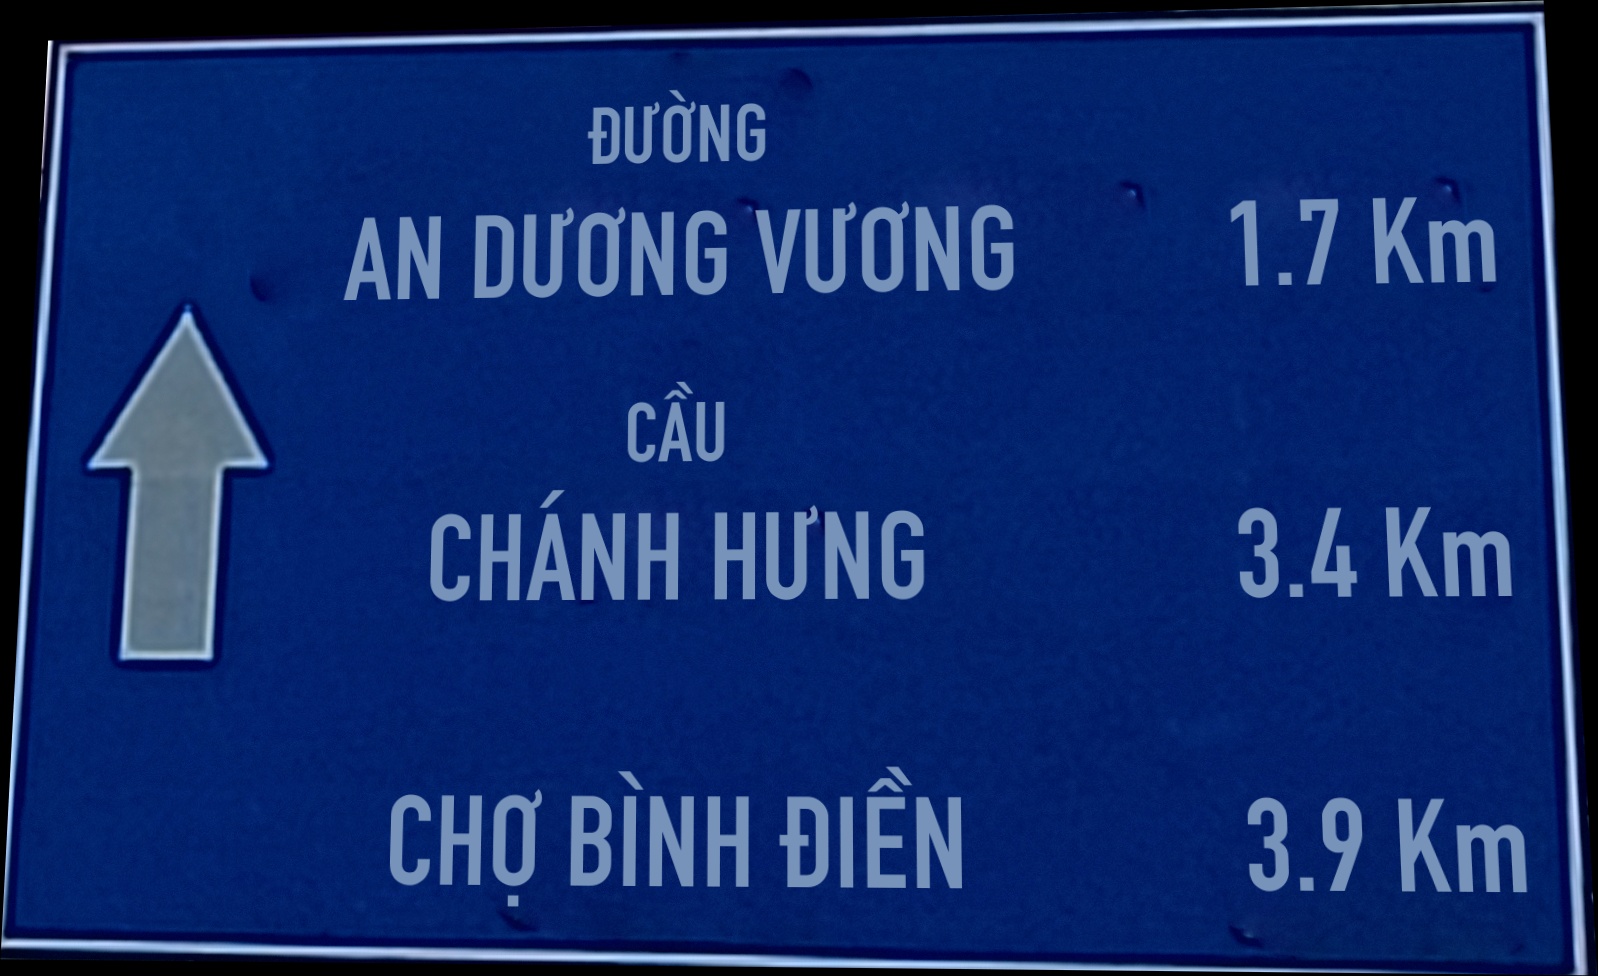 ĐƯỜNG
AN DƯƠNG VƯƠNG 1.7 Km
CẦU
CHÁNH HƯNG 3.4 Km
CHỢ BÌNH ĐIỀN 3.9 Km